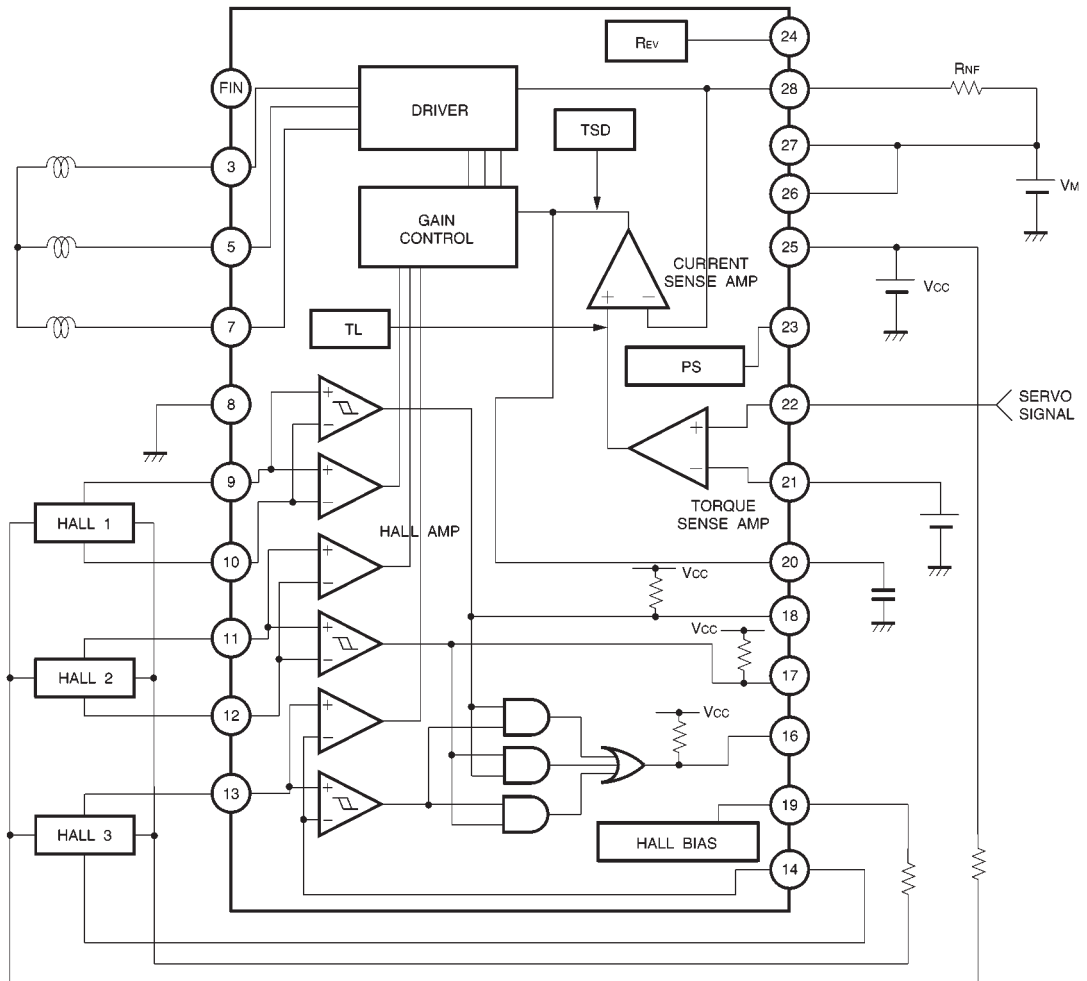 REV
24
FIN
28
RNF
DRIVER
TSD
27
3
26
VM
GAIN
CONTROL
5
25
CURRENT
SENSE AMP
+
−
VCC
7
TL
23
PS
8
+
−
22
SERVO
SIGNAL
+
−
9
+
−
21
HALL 1
HALL AMP
TORQUE
SENSE AMP
10
+
−
20
VCC
18
11
+
−
VCC
HALL 2
17
12
+
−
VCC
16
13
+
−
19
HALL 3
HALL BIAS
14